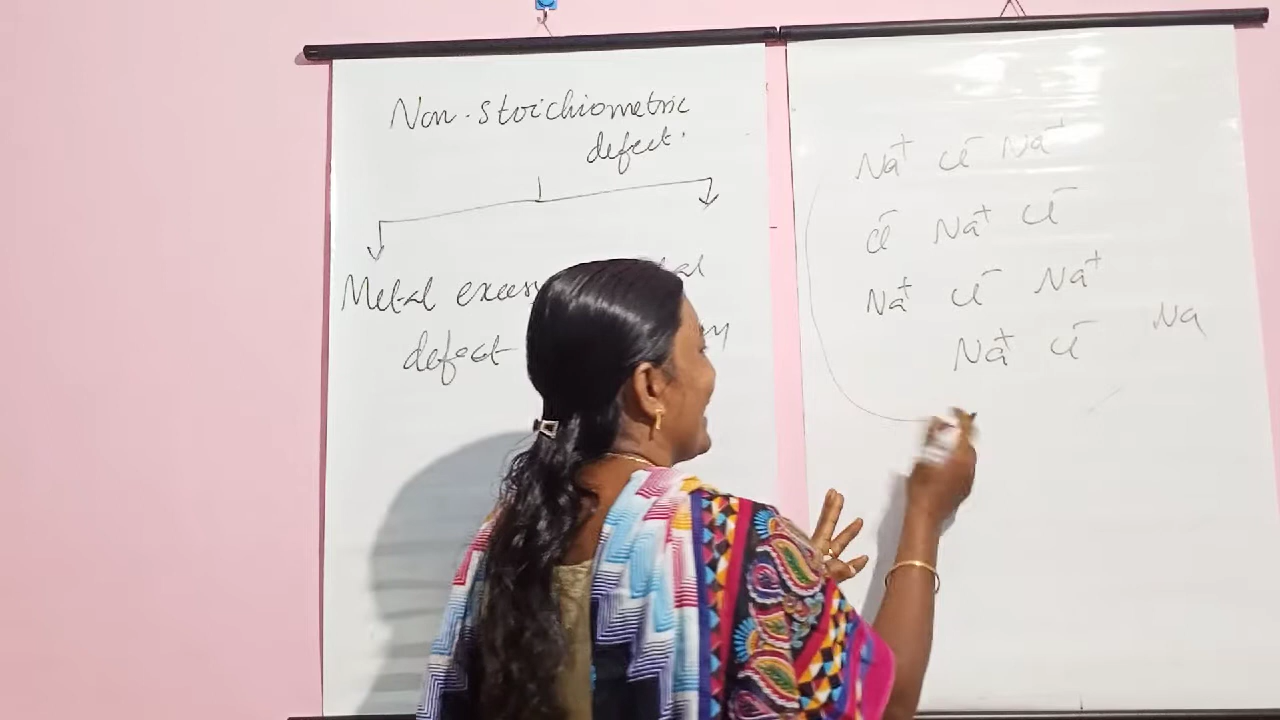 Non-stoichiometric
defect.
Metal excess
defect
Na⁺ Cl⁻ Na⁺
Cl⁻ Na⁺ Cl⁻
Na⁺ Cl⁻ Na⁺
Na⁺ Cl⁻ Na